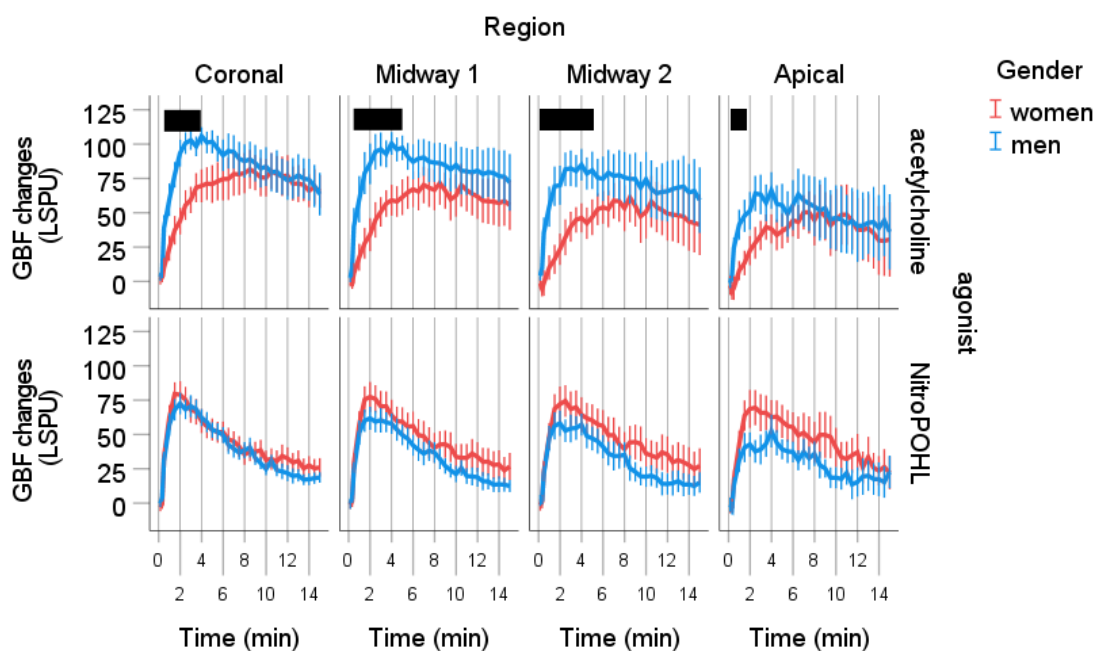 Region
Coronal Midway 1 Midway 2 Apical
Gender
women
men
125
100
75
50
25
0
GBF changes
(LSPU)
acetylcholine
agonist
125
100
75
50
25
0
GBF changes
(LSPU)
NitroPOHL
0 4 8 12 0 4 8 12 0 4 8 12 0 4 8 12
2 6 10 14 2 6 10 14 2 6 10 14 2 6 10 14
Time (min) Time (min) Time (min) Time (min)